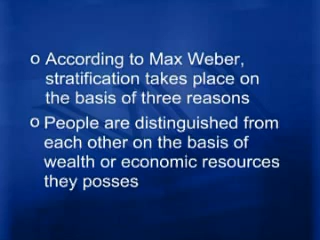 o According to Max Weber,
stratification takes place on
the basis of three reasons
o People are distinguished from
each other on the basis of
wealth or economic resources
they posses